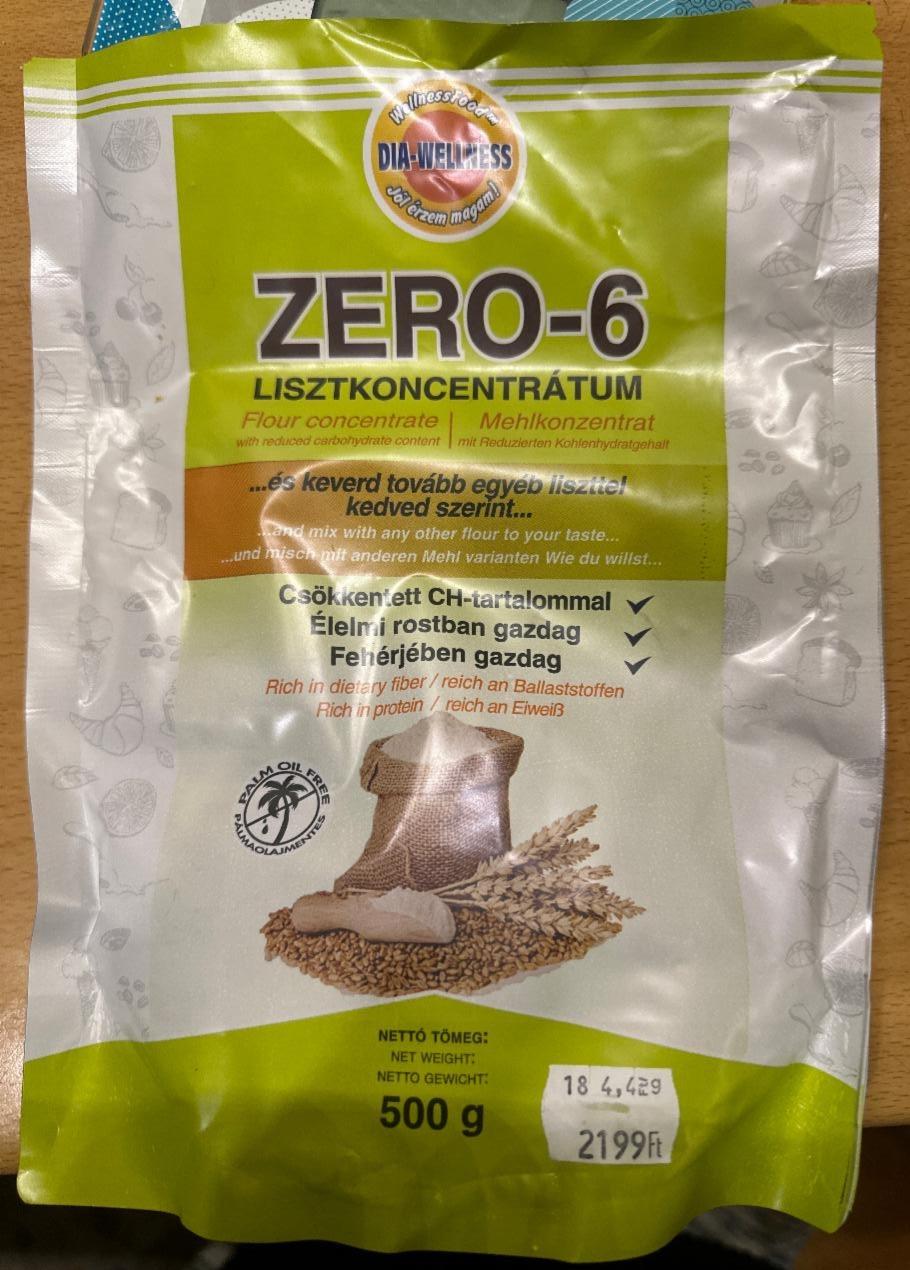 WellnessFood™
DIA-WELLNESS
Jól érzem magam!
ZERO-6
LISZTKONCENTRÁTUM
Flour concentrate | Mehlkonzentrat
with reduced carbohydrate content | mit Reduzierten Kohlenhydratgehalt
...és keverd tovább egyéb liszttel
kedved szerint...
...and mix with any other flour to your taste...
...und misch mit anderen Mehl varianten Wie du willst...
Csökkentett CH-tartalommal
Élelmi rostban gazdag
Fehérjében gazdag
Rich in dietary fiber / reich an Ballaststoffen
Rich in protein / reich an Eiweiß
PALM OIL FREE
PÁLMAOLAJMENTES
NETTÓ TÖMEG:
NET WEIGHT:
NETTO GEWICHT:
500 g
18
2199Ft